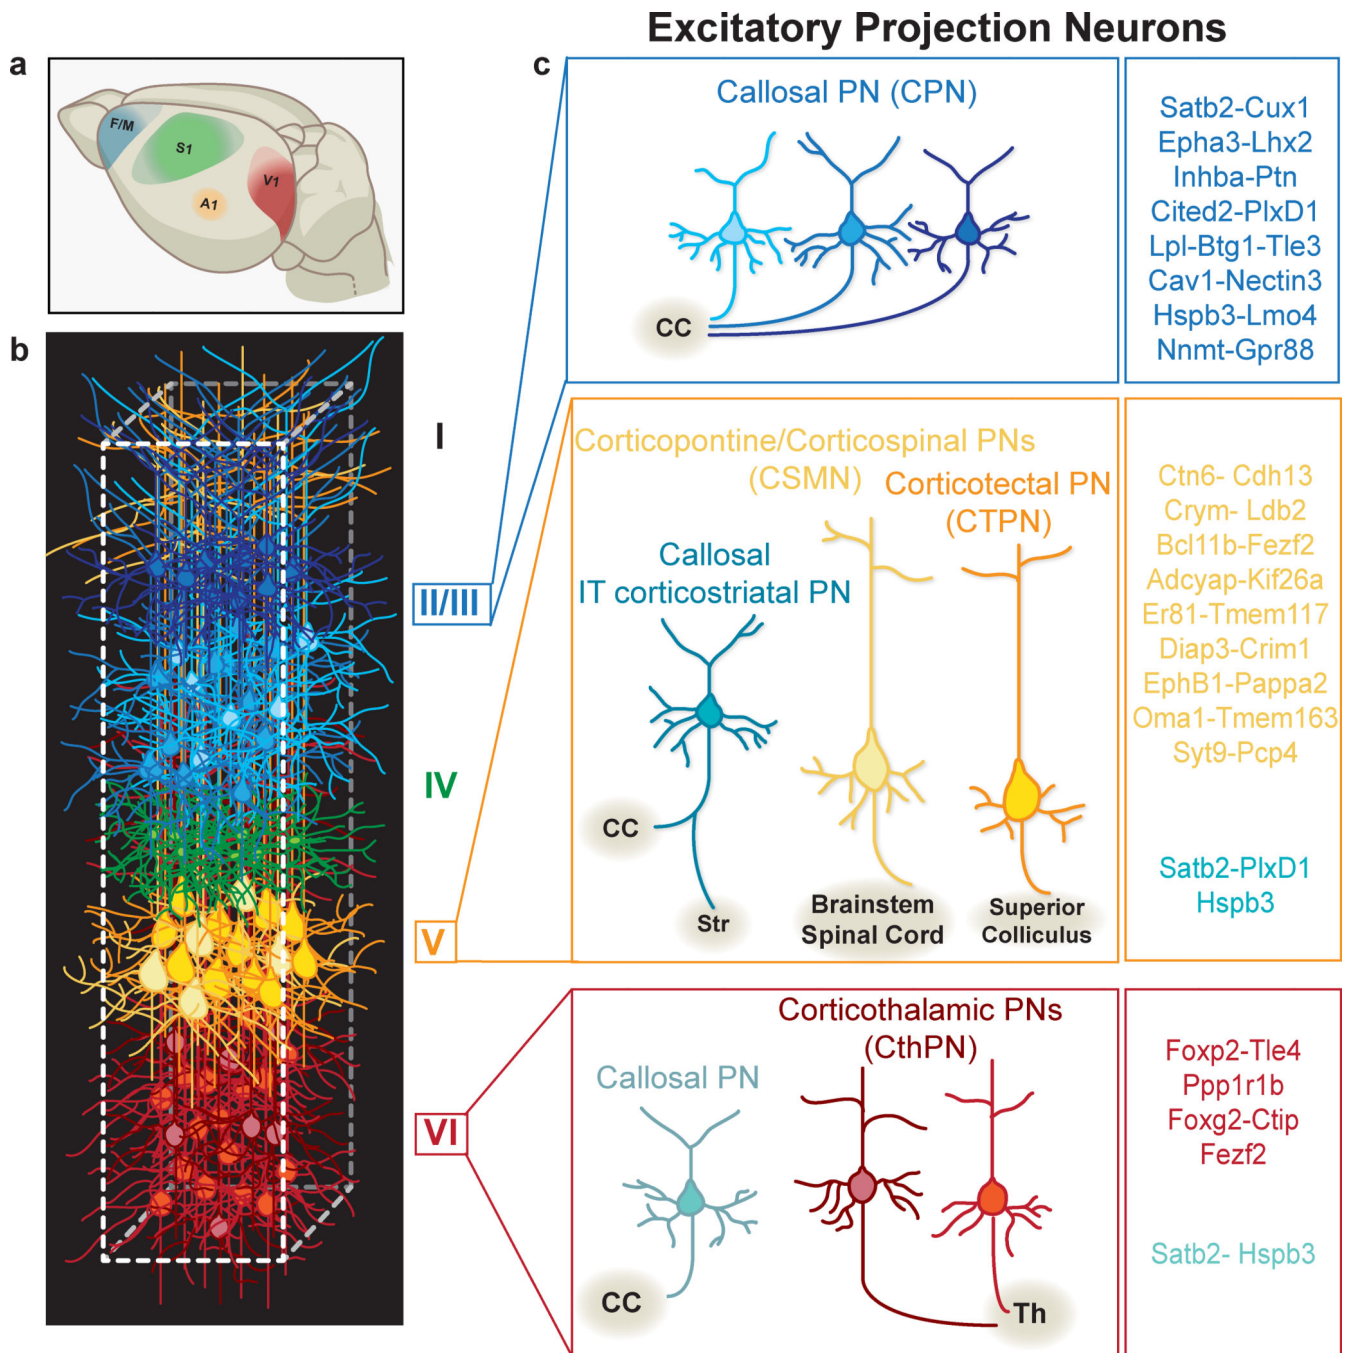 Excitatory Projection Neurons
a
F/M
S1
A1
V1
b
I
II/III
IV
V
VI
c
Callosal PN (CPN)
CC
Satb2-Cux1
Epha3-Lhx2
Inhba-Ptn
Cited2-PlxD1
Lpl-Btg1-Tle3
Cav1-Nectin3
Hspb3-Lmo4
Nnmt-Gpr88
Corticopontine/Corticospinal PNs
(CSMN)
Corticotectal PN
(CTPN)
Callosal
IT corticostriatal PN
CC
Str
Brainstem
Spinal Cord
Superior
Colliculus
Ctn6- Cdh13
Crym- Ldb2
Bcl11b-Fezf2
Adcyap-Kif26a
Er81-Tmem117
Diap3-Crim1
EphB1-Pappa2
Oma1-Tmem163
Syt9-Pcp4
Satb2-PlxD1
Hspb3
Corticothalamic PNs
(CthPN)
Callosal PN
CC
Th
Foxp2-Tle4
Ppp1r1b
Foxg2-Ctip
Fezf2
Satb2- Hspb3